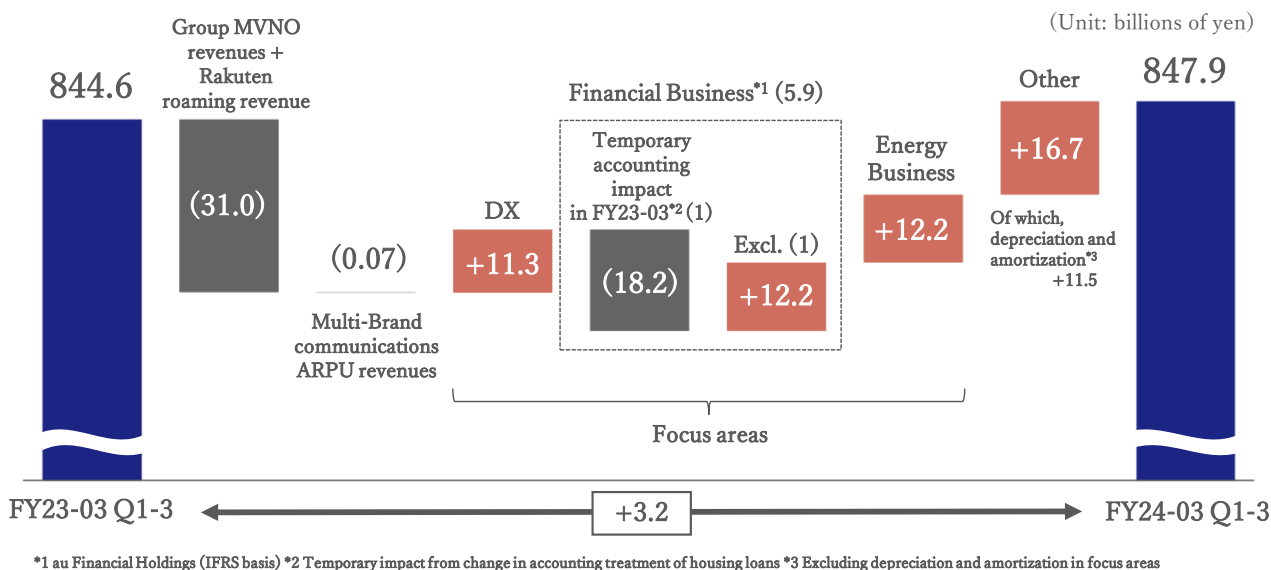 (Unit: billions of yen)
844.6
Group MVNO
revenues +
Rakuten
roaming revenue
(31.0)
(0.07)
Multi-Brand
communications
ARPU revenues
DX
+11.3
Financial Business*1 (5.9)
Temporary
accounting
impact
in FY23-03*2 (1)
(18.2)
Excl. (1)
+12.2
Energy
Business
+12.2
Other
+16.7
Of which,
depreciation and
amortization*3
+11.5
847.9
Focus areas
FY23-03 Q1-3
+3.2
FY24-03 Q1-3
*1 au Financial Holdings (IFRS basis) *2 Temporary impact from change in accounting treatment of housing loans *3 Excluding depreciation and amortization in focus areas